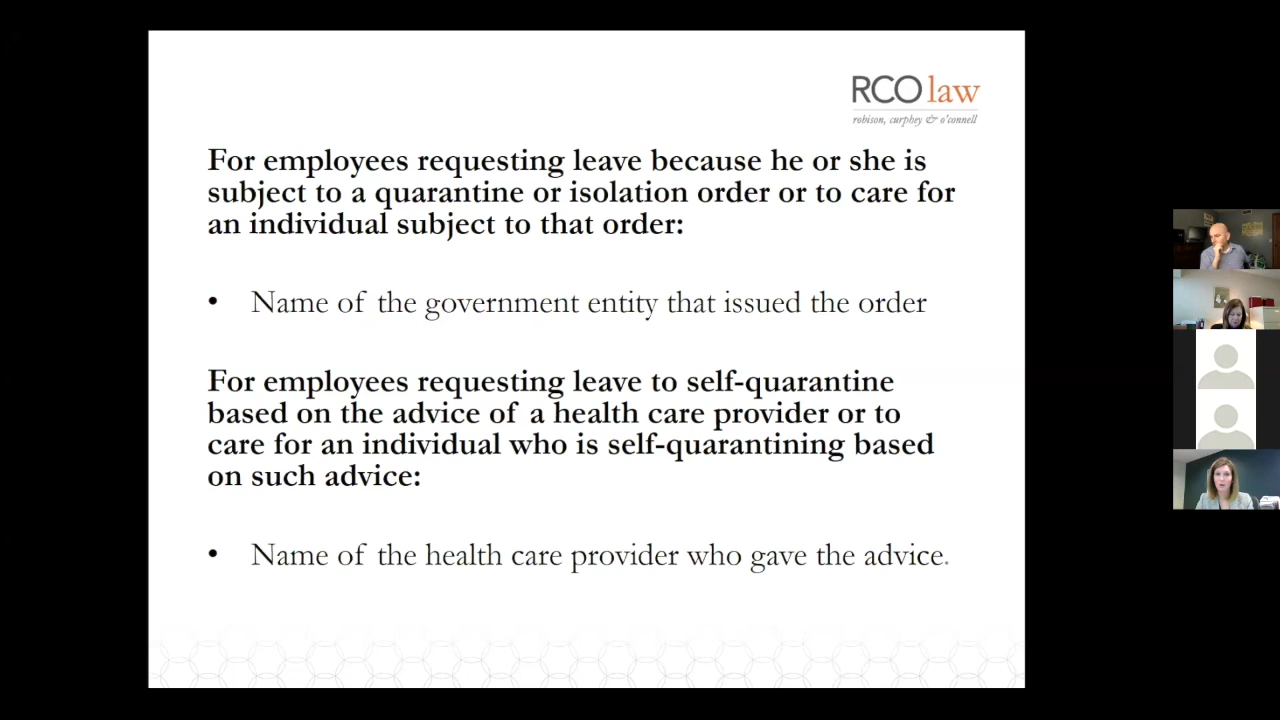 RCO law
robison, curphey & o'connell
For employees requesting leave because he or she is
subject to a quarantine or isolation order or to care for
an individual subject to that order:
• Name of the government entity that issued the order
For employees requesting leave to self-quarantine
based on the advice of a health care provider or to
care for an individual who is self-quarantining based
on such advice:
• Name of the health care provider who gave the advice.